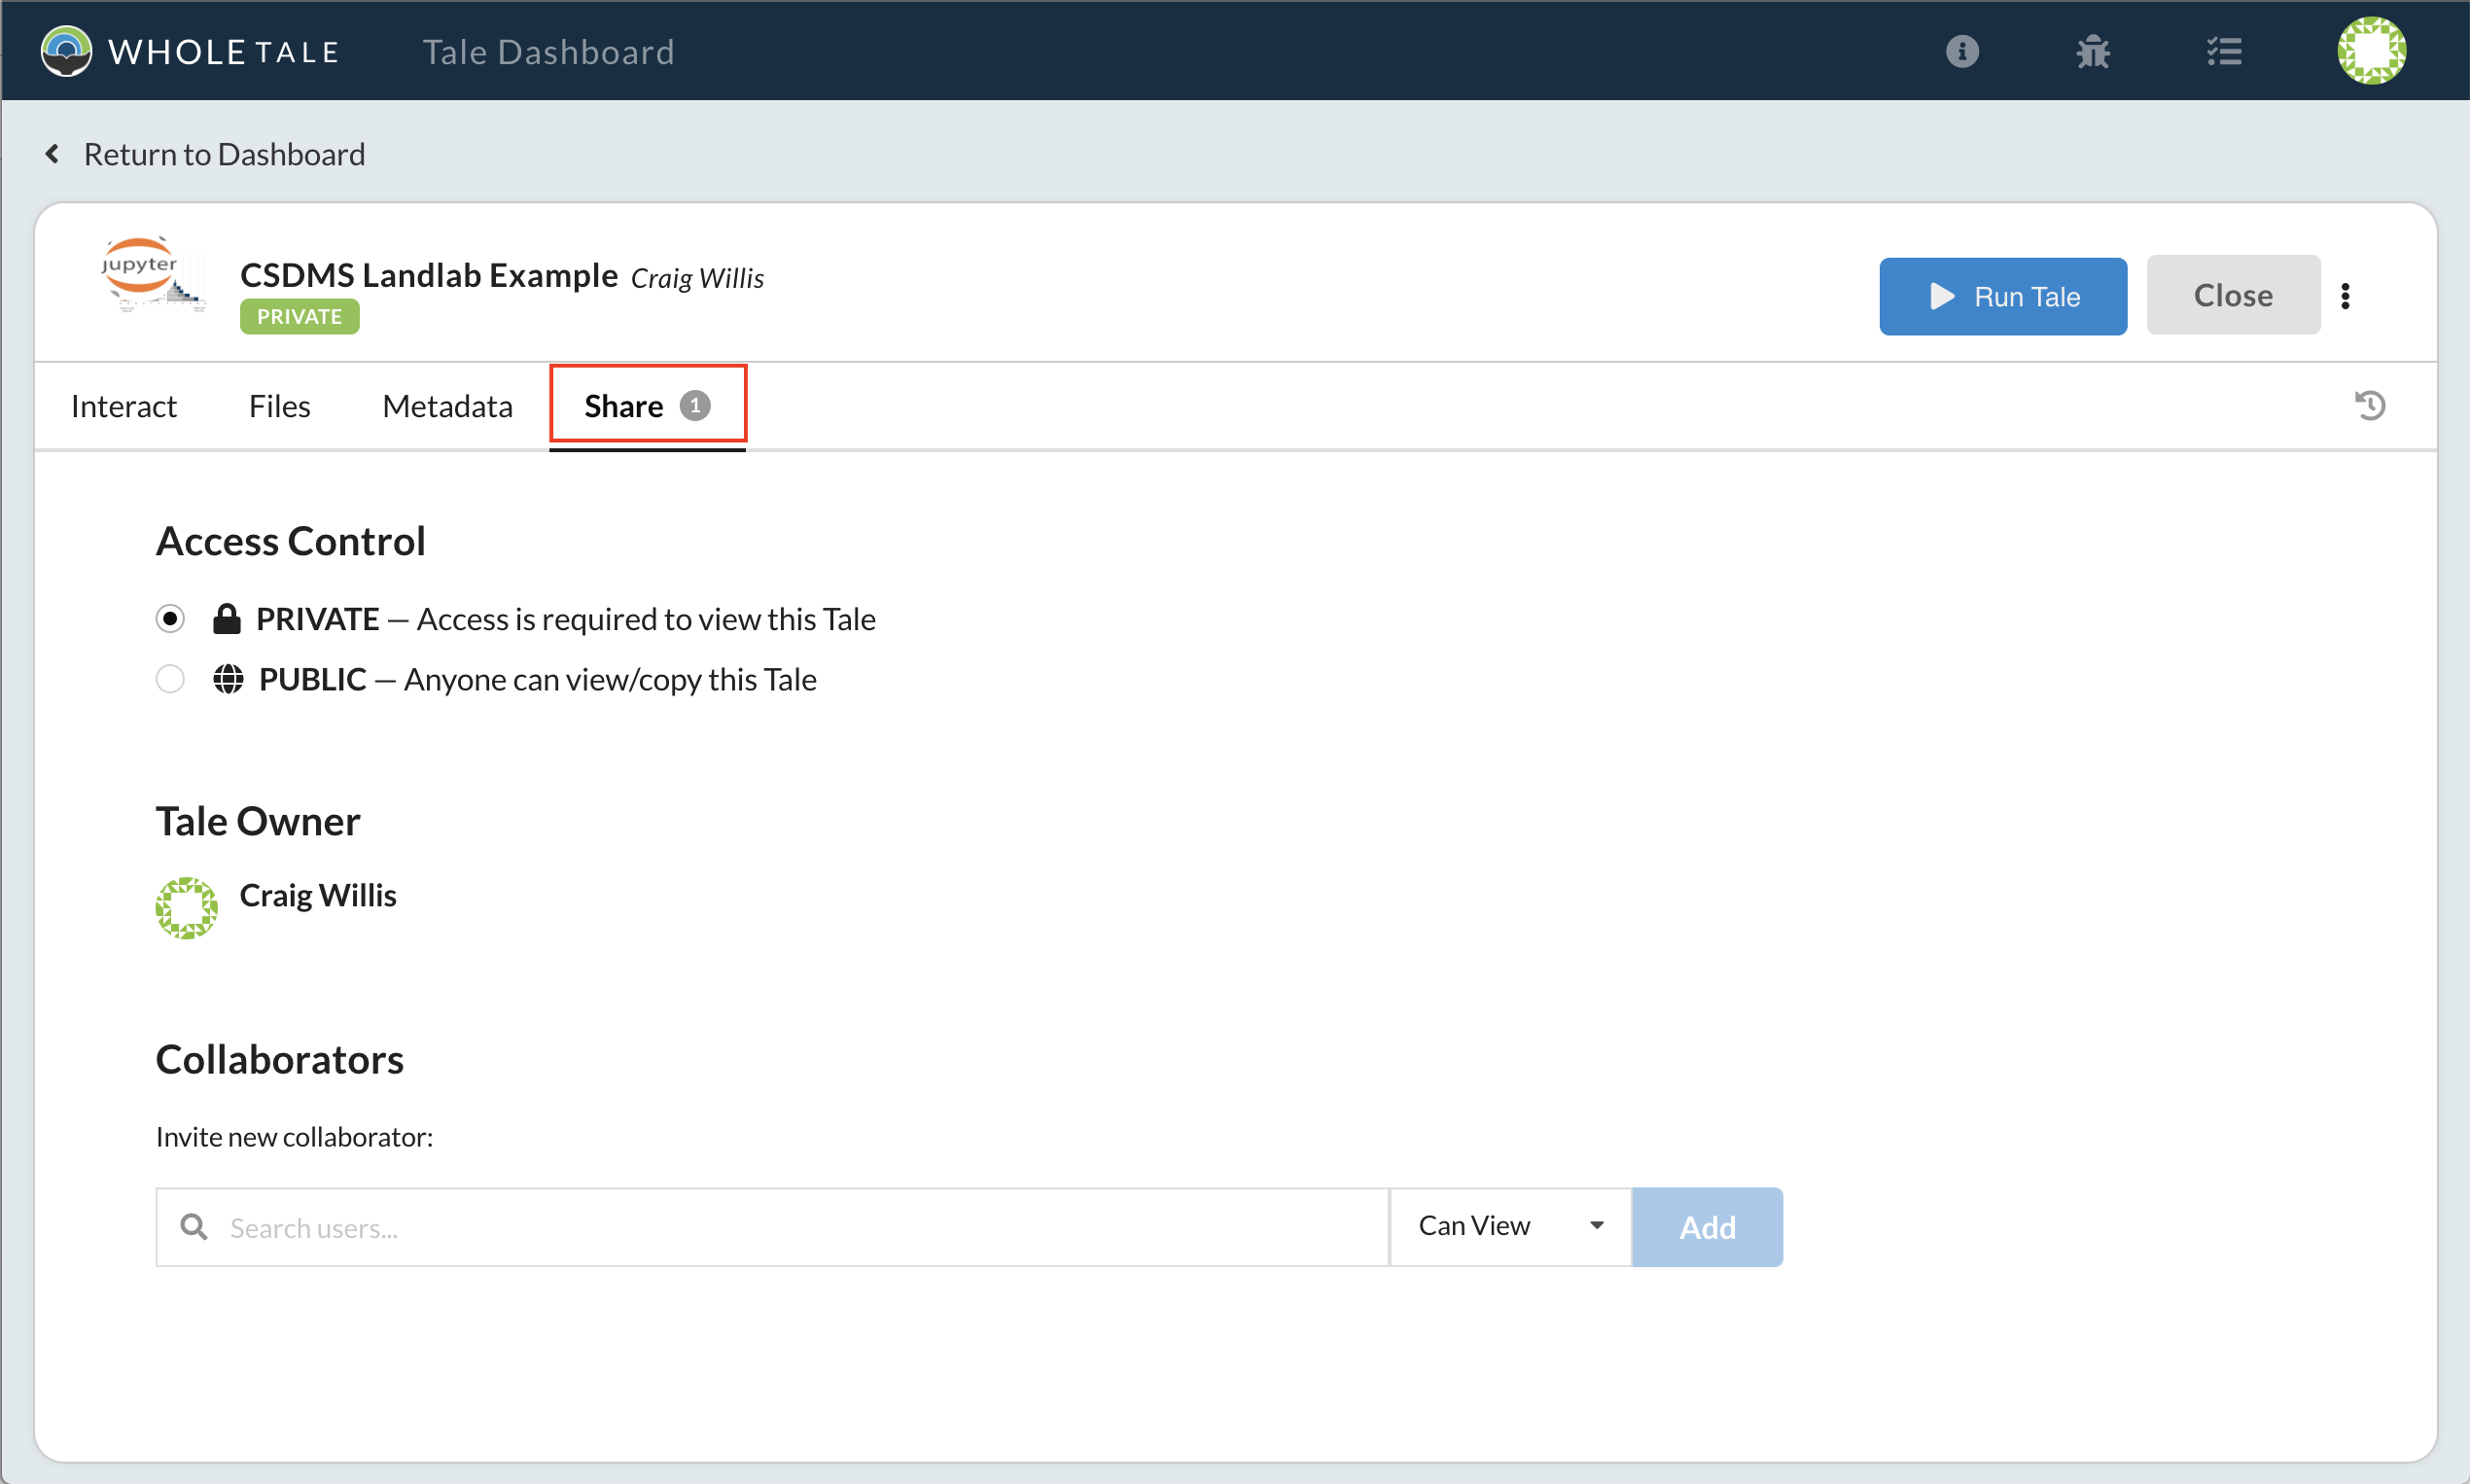 WHOLE TALE Tale Dashboard
Return to Dashboard
jupyter
CSDMS Landlab Example Craig Willis
PRIVATE
Run Tale
Close
Interact Files Metadata Share 1
Access Control
PRIVATE — Access is required to view this Tale
PUBLIC — Anyone can view/copy this Tale
Tale Owner
Craig Willis
Collaborators
Invite new collaborator:
Search users... Can View Add